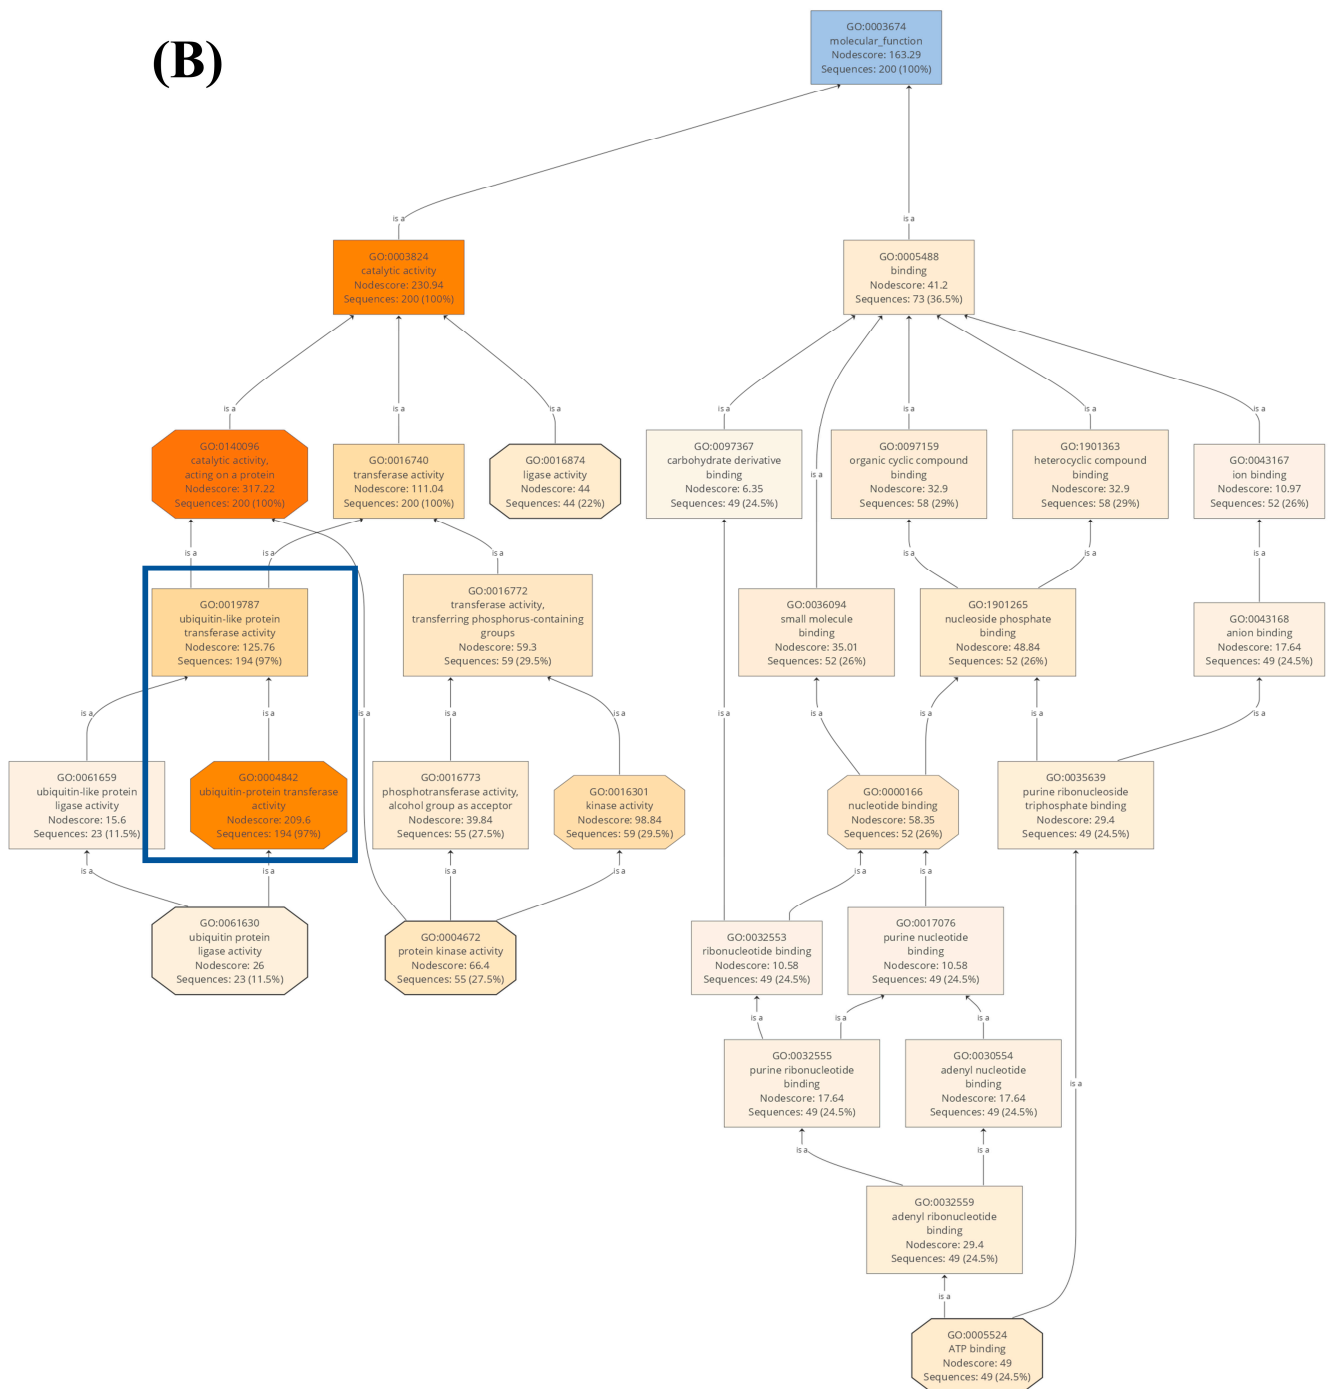 (B)
GO:0003674
molecular_function
Nodescore: 163.29
Sequences: 200 (100%)
is a
is a
GO:0003824
catalytic activity
Nodescore: 230.94
Sequences: 200 (100%)
GO:0005488
binding
Nodescore: 41.2
Sequences: 73 (36.5%)
is a
is a
is a
is a
is a
is a
is a
is a
GO:0140096
catalytic activity,
acting on a protein
Nodescore: 317.22
Sequences: 200 (100%)
GO:0016740
transferase activity
Nodescore: 111.04
Sequences: 200 (100%)
GO:0016874
ligase activity
Nodescore: 44
Sequences: 44 (22%)
GO:0097367
carbohydrate derivative
binding
Nodescore: 6.35
Sequences: 49 (24.5%)
GO:0097159
organic cyclic compound
binding
Nodescore: 32.9
Sequences: 58 (29%)
GO:1901363
heterocyclic compound
binding
Nodescore: 32.9
Sequences: 58 (29%)
GO:0043167
ion binding
Nodescore: 10.97
Sequences: 52 (26%)
is a
is a
is a
is a
is a
is a
GO:0019787
ubiquitin-like protein
transferase activity
Nodescore: 125.76
Sequences: 194 (97%)
GO:0016772
transferase activity,
transferring phosphorus-containing
groups
Nodescore: 59.3
Sequences: 59 (29.5%)
GO:0036094
small molecule
binding
Nodescore: 35.01
Sequences: 52 (26%)
GO:1901265
nucleoside phosphate
binding
Nodescore: 48.84
Sequences: 52 (26%)
GO:0043168
anion binding
Nodescore: 17.64
Sequences: 49 (24.5%)
is a
is a
is a
is a
is a
is a
is a
is a
is a
is a
GO:0061659
ubiquitin-like protein
ligase activity
Nodescore: 15.6
Sequences: 23 (11.5%)
GO:0004842
ubiquitin-protein transferase
activity
Nodescore: 209.6
Sequences: 194 (97%)
GO:0016773
phosphotransferase activity,
alcohol group as acceptor
Nodescore: 39.84
Sequences: 55 (27.5%)
GO:0016301
kinase activity
Nodescore: 98.84
Sequences: 59 (29.5%)
GO:0000166
nucleotide binding
Nodescore: 58.35
Sequences: 52 (26%)
GO:0035639
purine ribonucleoside
triphosphate binding
Nodescore: 29.4
Sequences: 49 (24.5%)
is a
is a
is a
is a
is a
is a
GO:0061630
ubiquitin protein
ligase activity
Nodescore: 26
Sequences: 23 (11.5%)
GO:0004672
protein kinase activity
Nodescore: 66.4
Sequences: 55 (27.5%)
GO:0032553
ribonucleotide binding
Nodescore: 10.58
Sequences: 49 (24.5%)
GO:0017076
purine nucleotide
binding
Nodescore: 10.58
Sequences: 49 (24.5%)
is a
is a
is a
GO:0032555
purine ribonucleotide
binding
Nodescore: 17.64
Sequences: 49 (24.5%)
GO:0030554
adenyl nucleotide
binding
Nodescore: 17.64
Sequences: 49 (24.5%)
is a
is a
is a
GO:0032559
adenyl ribonucleotide
binding
Nodescore: 29.4
Sequences: 49 (24.5%)
is a
GO:0005524
ATP binding
Nodescore: 49
Sequences: 49 (24.5%)